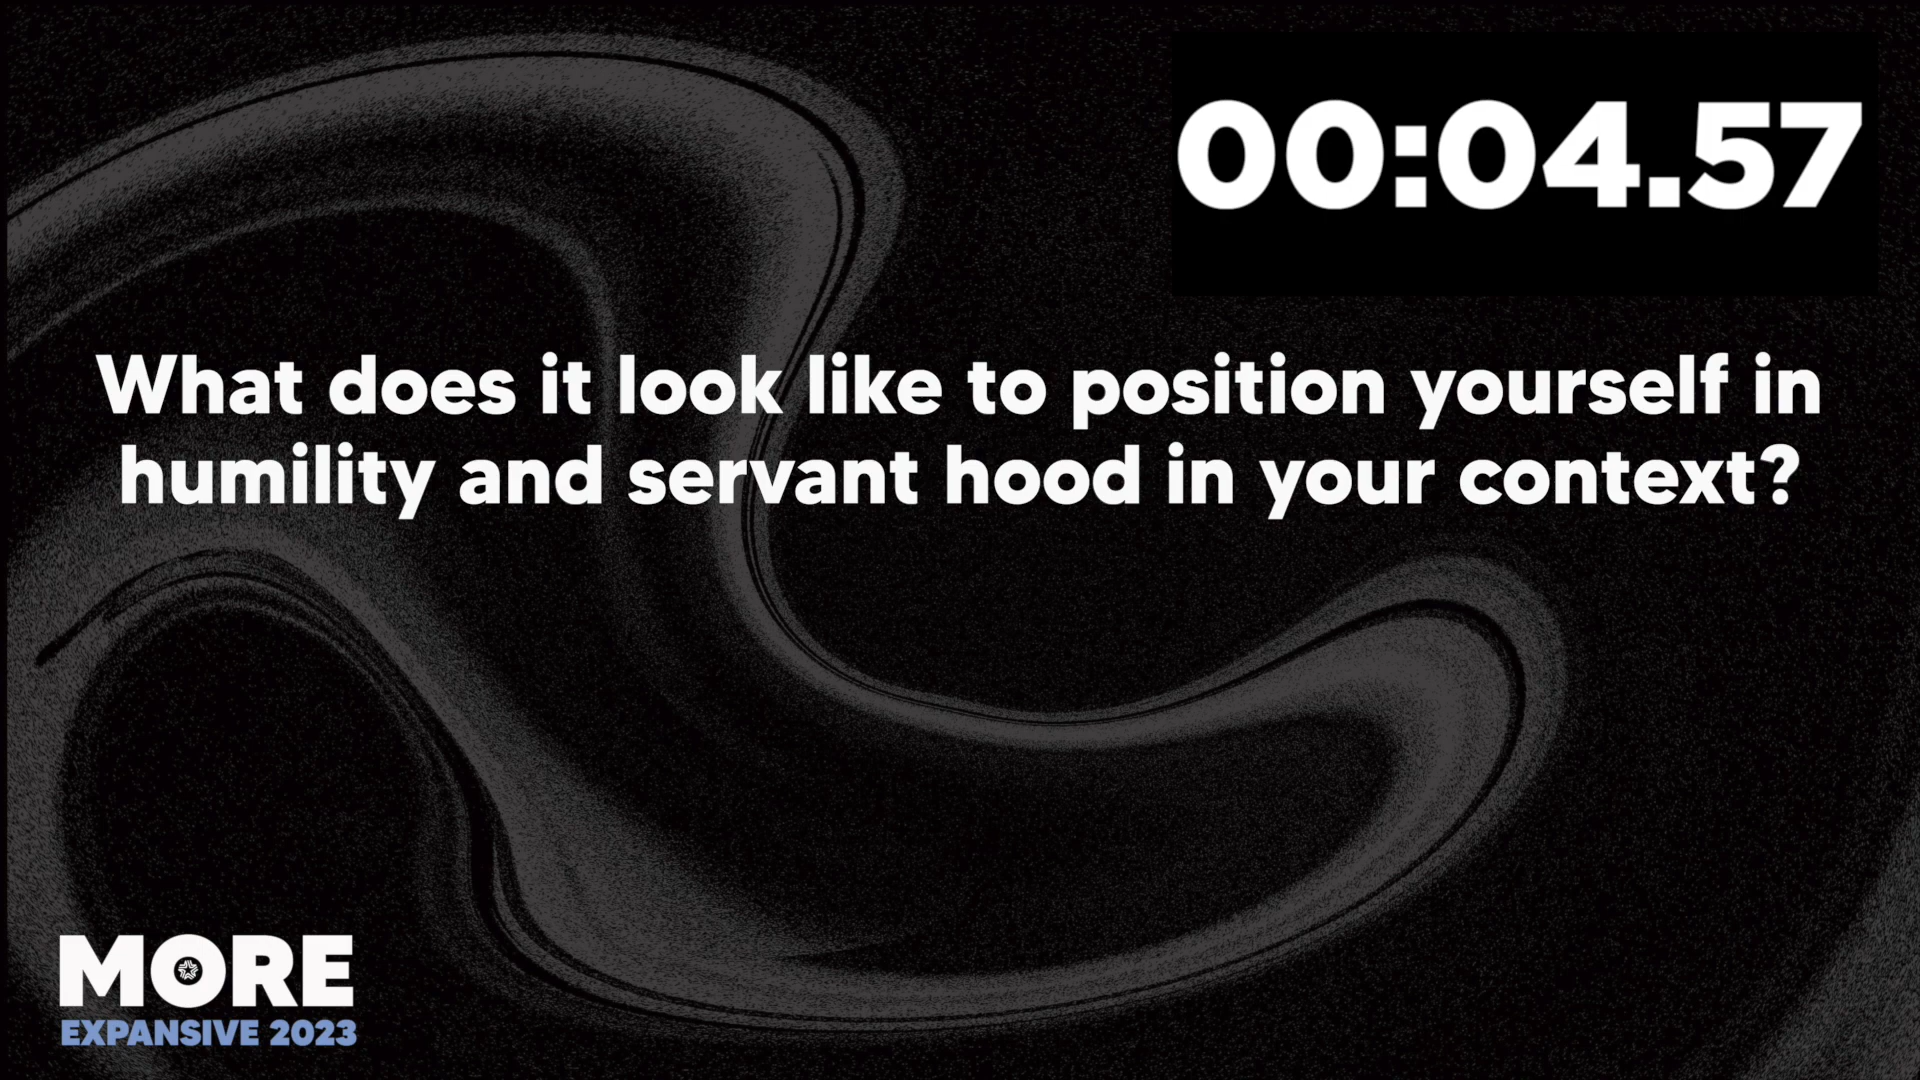 00:04.57
What does it look like to position yourself in
humility and servant hood in your context?
MORE
EXPANSIVE 2023